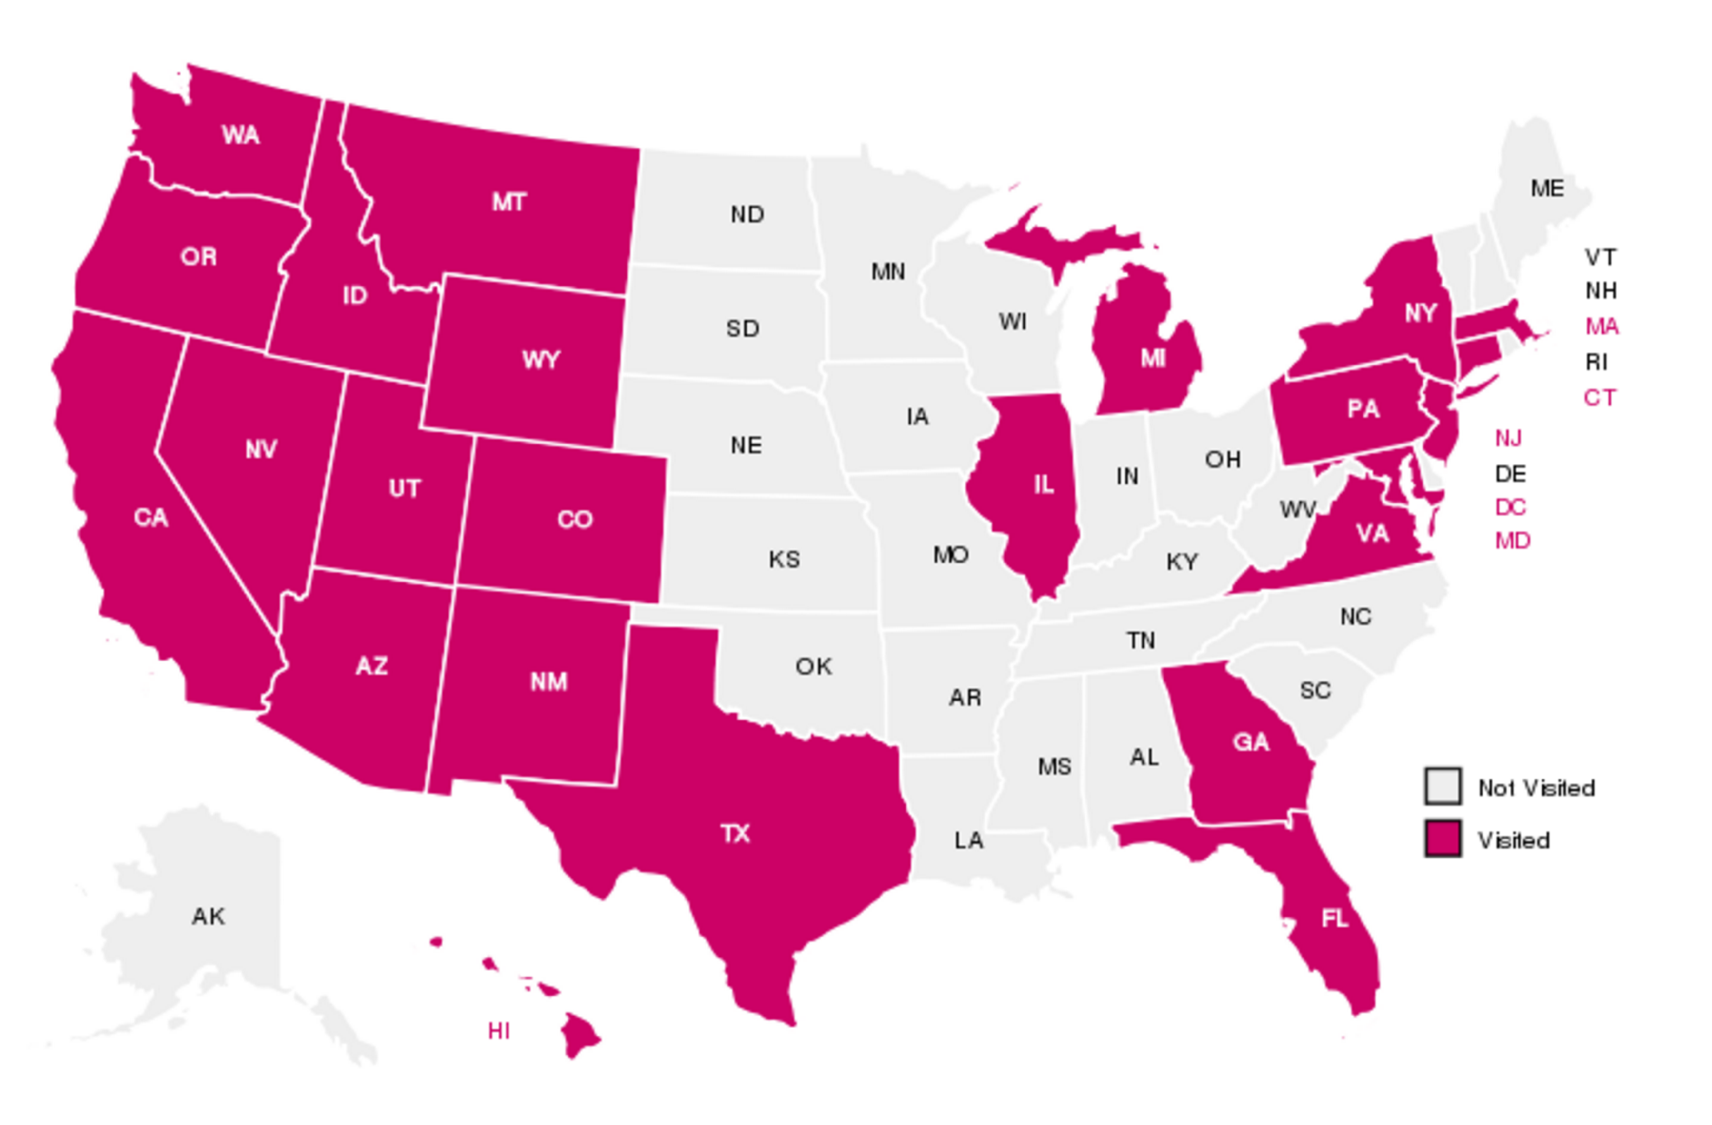 WA
MT
ND
ME
MN
OR
VT
ID
NH
NY
WI
MA
SD
WY
MI
RI
CT
PA
IA
NJ
NE
NV
OH
DE
IN
IL
UT
DC
WV
CA
CO
VA
MD
MO
KS
KY
NC
TN
AZ
OK
NM
SC
AR
GA
AL
MS
Not Visited
TX
LA
Visited
AK
FL
HI